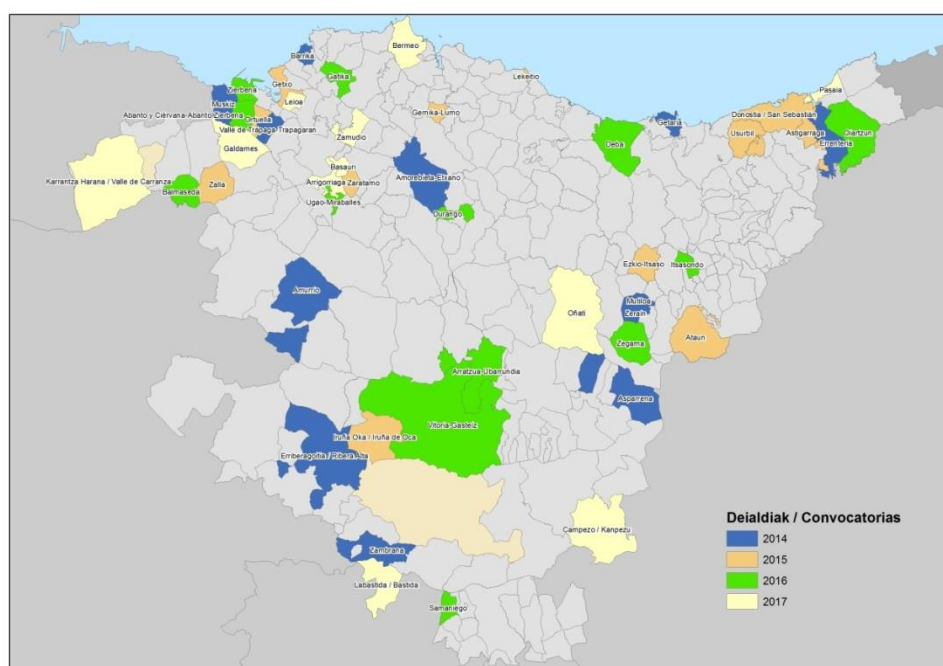 Bermeo
Barrika
Gatika
Zierbena
Getxo
Lekeitio
Pasaia
Muskiz
Leioa
Gernika-Lumo
Abanto y Ciérvana-Abanto Zierbena
Ortuella
Getaria
Donostia / San Sebastián
Valle de Trápaga-Trapagaran
Zamudio
Usurbil
Astigarraga
Oiartzun
Galdames
Deba
Errenteria
Basauri
Karrantza Harana / Valle de Carranza
Zalla
Arrigorriaga
Zaratamo
Amorebieta-Etxano
Balmaseda
Ugao-Miraballes
Durango
Ezkio-Itsaso
Itsasondo
Amurrio
Mutiloa
Oñati
Zerain
Zegama
Ataun
Arratzua-Ubarrundia
Asparrena
Vitoria-Gasteiz
Iruña Oka / Iruña de Oca
Erriberagoitia / Ribera Alta
Campezo / Kanpezu
Zambrana
Labastida / Bastida
Samaniego
Deialdiak / Convocatorias
2014
2015
2016
2017